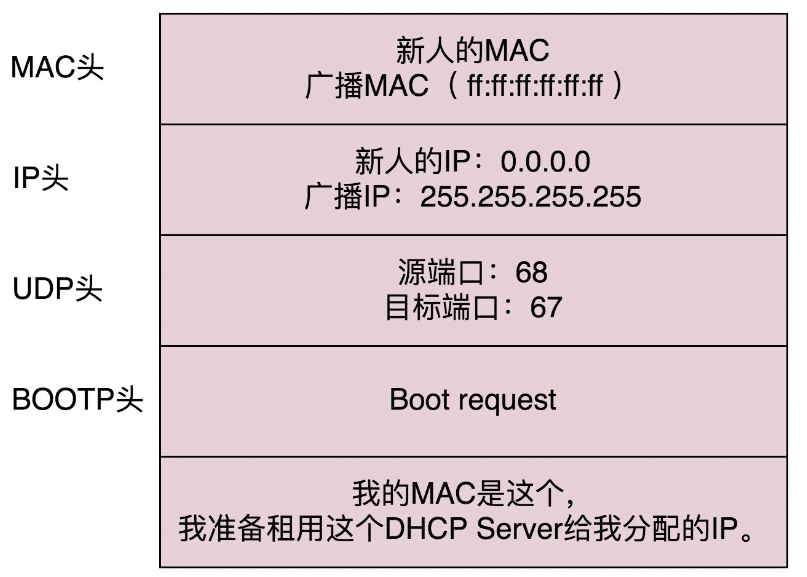 MAC头
新人的MAC
广播MAC（ff:ff:ff:ff:ff:ff）
IP头
新人的IP：0.0.0.0
广播IP：255.255.255.255
UDP头
源端口：68
目标端口：67
BOOTP头
Boot request
我的MAC是这个，
我准备租用这个DHCP Server给我分配的IP。